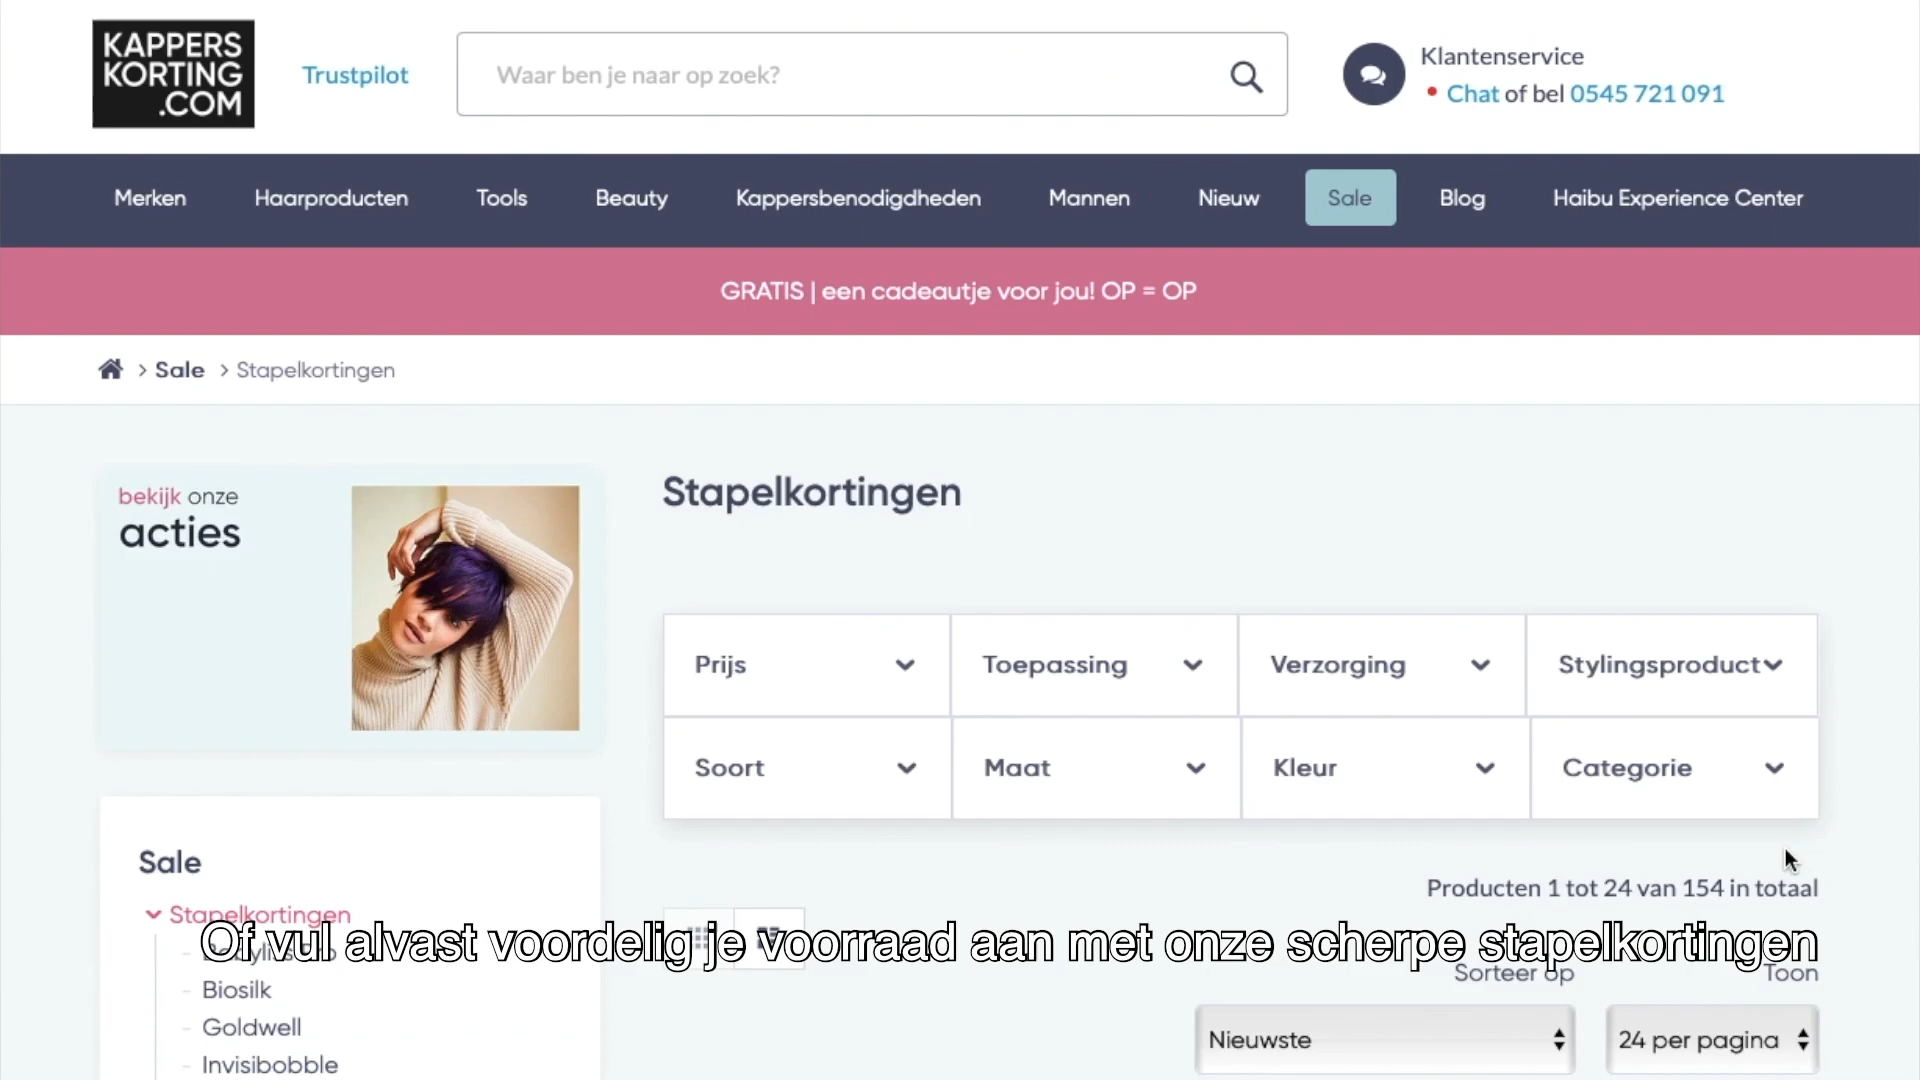 KAPPERS
KORTING
.COM
Trustpilot
Waar ben je naar op zoek?
Klantenservice
Chat of bel 0545 721 091
Merken Haarproducten Tools Beauty Kappersbenodigdheden Mannen Nieuw Sale Blog Haibu Experience Center
GRATIS | een cadeautje voor jou! OP = OP
Sale > Stapelkortingen
bekijk onze
acties
Stapelkortingen
Prijs Toepassing Verzorging Stylingsproduct
Soort Maat Kleur Categorie
Producten 1 tot 24 van 154 in totaal
Sale
Stapelkortingen
Of vul alvast voordelig je voorraad aan met onze scherpe stapelkortingen
Sorteer op Toon
Biosilk
Goldwell
Invisibobble
Nieuwste 24 per pagina